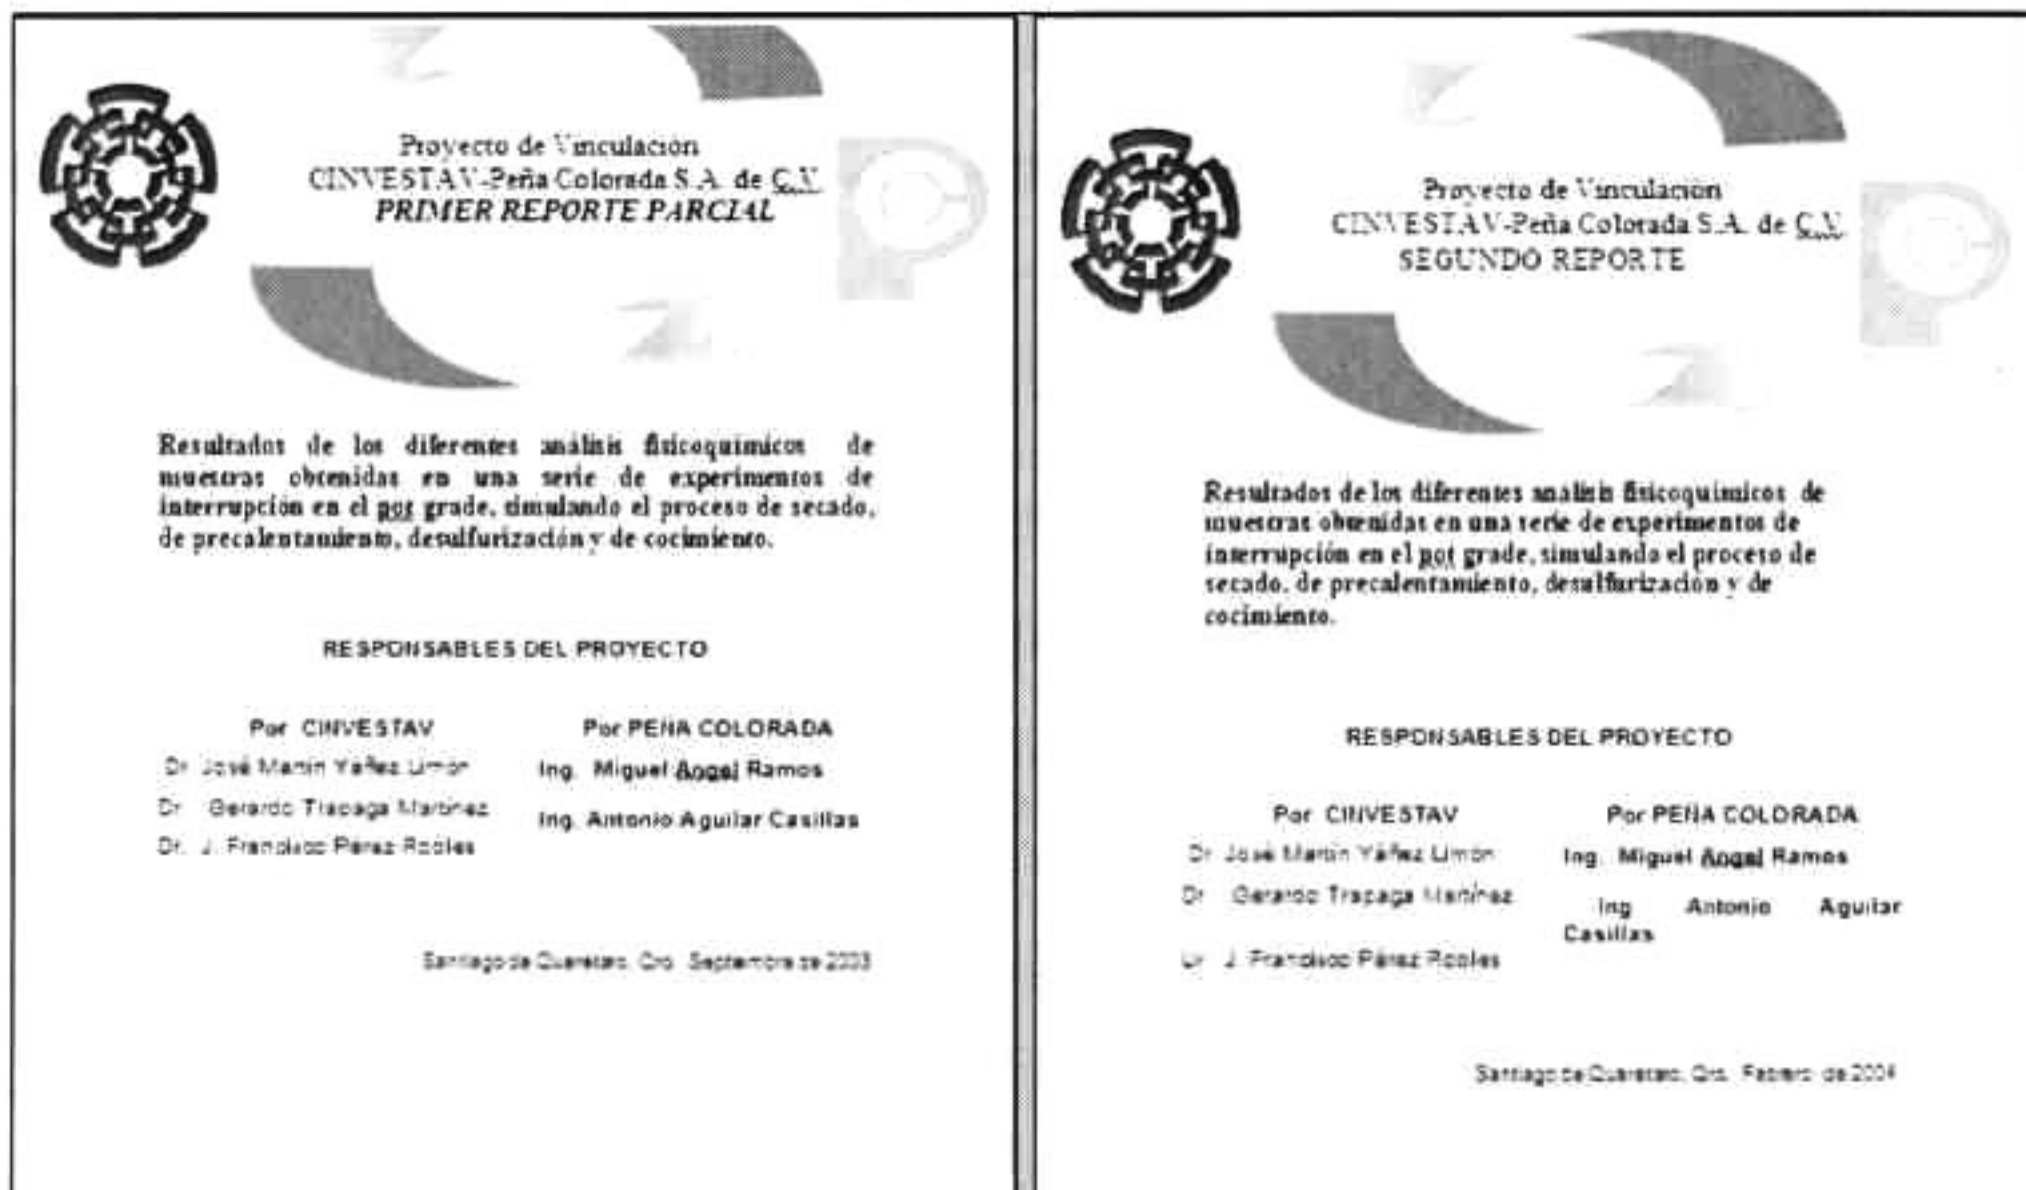 Proyecto de Vinculación
CINVESTAV-Peña Colorada S.A. de C.V.
PRIMER REPORTE PARCIAL
Resultados de los diferentes análisis fisicoquímicos de
muestras obtenidas en una serie de experimentos de
interrupción en el pot grade, simulando el proceso de secado,
de precalentamiento, desulfurización y de cocimiento.
RESPONSABLES DEL PROYECTO
Por CINVESTAV
Dr José Martín Yáñez Limón
Dr Gerardo Trapaga Martínez
Dr. J. Francisco Pérez Robles
Por PEÑA COLORADA
Ing. Miguel Angel Ramos
Ing. Antonio Aguilar Casillas
Santiago de Queretaro, Qro Septiembre de 2003
Proyecto de Vinculación
CINVESTAV-Peña Colorada S.A. de C.V.
SEGUNDO REPORTE
Resultados de los diferentes análisis fisicoquímicos de
muestras obtenidas en una serie de experimentos de
interrupción en el pot grade, simulando el proceso de
secado, de precalentamiento, desulfurización y de
cocimiento.
RESPONSABLES DEL PROYECTO
Por CINVESTAV
Dr José Martín Yáñez Limón
Dr Gerardo Trapaga Martínez
Dr J. Francisco Pérez Robles
Por PEÑA COLORADA
Ing. Miguel Angel Ramos
Ing Antonio Aguilar
Casillas
Santiago de Queretaro, Qro. Febrero de 2004